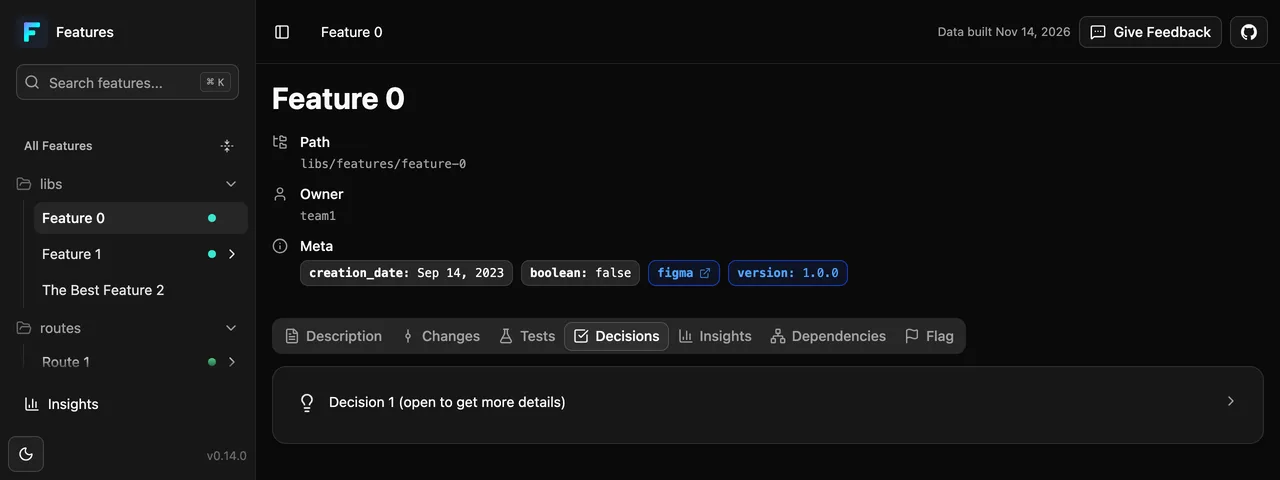 Features
Search features...
⌘ K
All Features
libs
Feature 0
Feature 1
The Best Feature 2
routes
Route 1
Insights
v0.14.0
Feature 0
Data built Nov 14, 2026
Give Feedback
Feature 0
Path
libs/features/feature-0
Owner
team1
Meta
creation_date: Sep 14, 2023 boolean: false figma version: 1.0.0
Description Changes Tests Decisions Insights Dependencies Flag
Decision 1 (open to get more details)